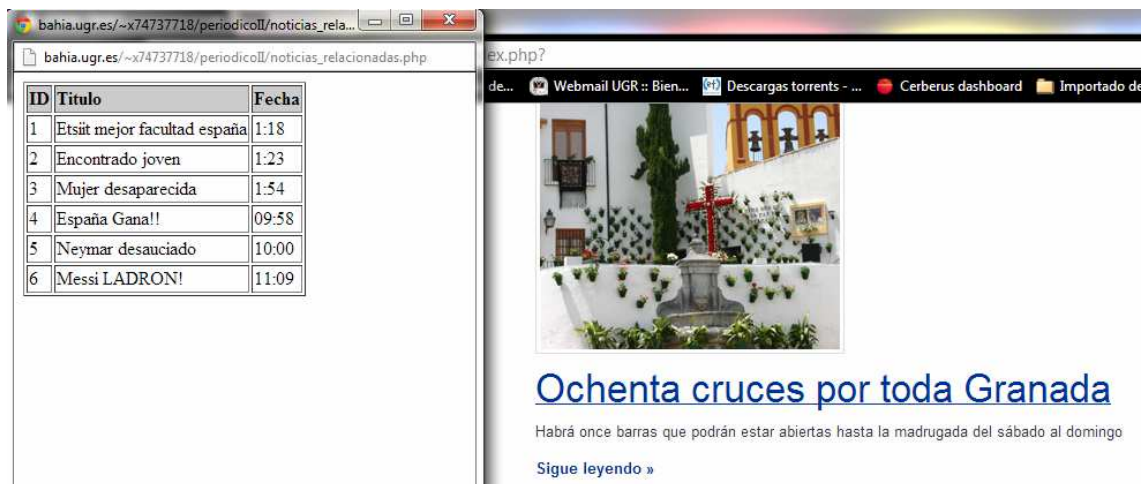 bahia.ugr.es/~x74737718/periodicoII/noticias_rela...
bahia.ugr.es/~x74737718/periodicoII/noticias_relacionadas.php
ID Titulo Fecha
1 Etsiit mejor facultad españa 1:18
2 Encontrado joven 1:23
3 Mujer desaparecida 1:54
4 España Gana!! 09:58
5 Neymar desauciado 10:00
6 Messi LADRON! 11:09
ex.php?
de... Webmail UGR :: Bien... Descargas torrents - ... Cerberus dashboard Importado de
Ochenta cruces por toda Granada
Habrá once barras que podrán estar abiertas hasta la madrugada del sábado al domingo
Sigue leyendo »